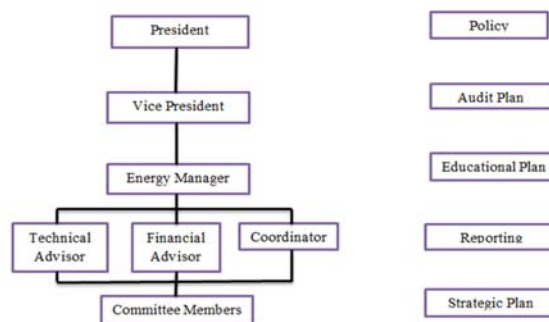 President
Policy
Vice President
Audit Plan
Energy Manager
Educational Plan
Technical
Advisor
Financial
Advisor
Coordinator
Reporting
Committee Members
Strategic Plan